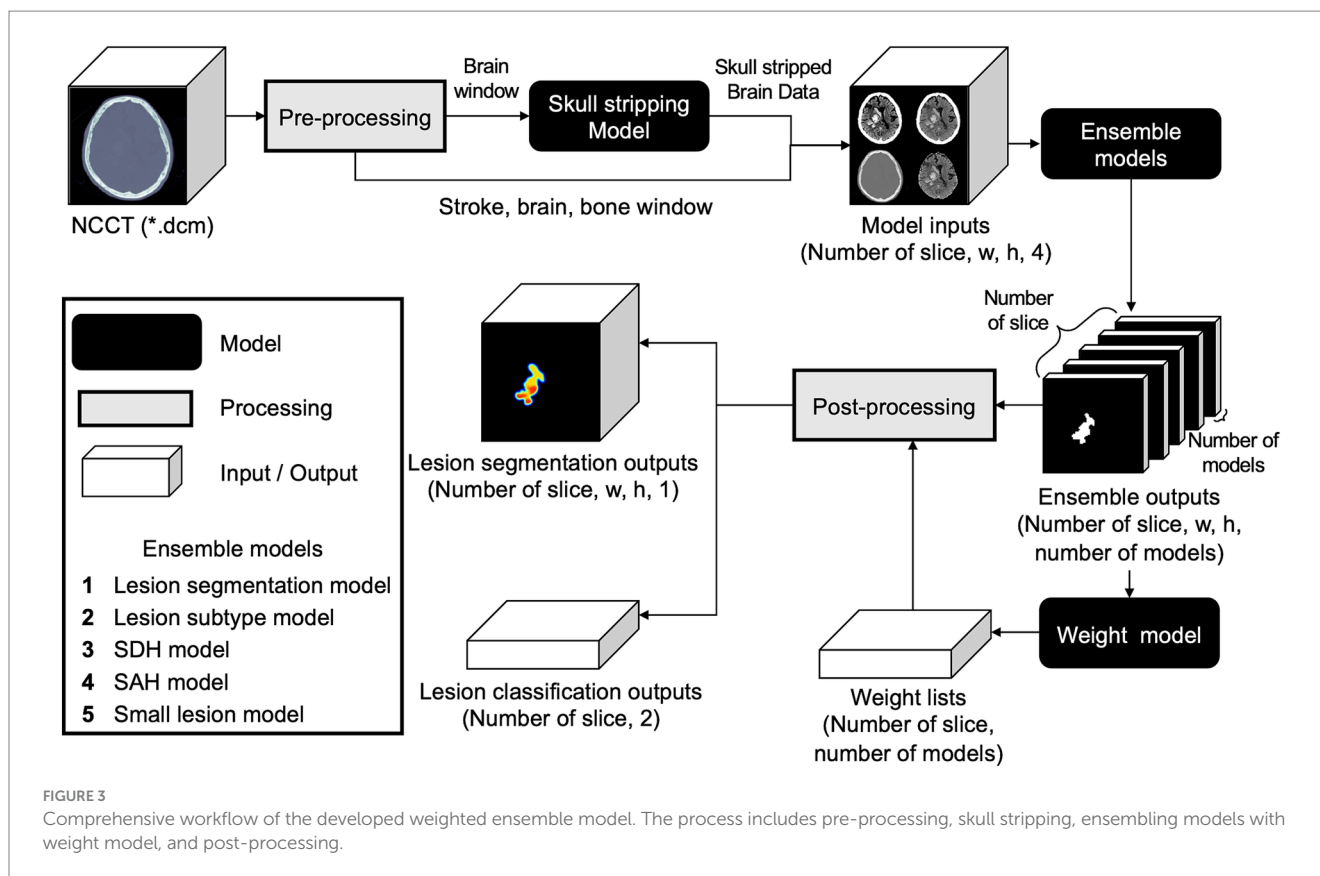 Brain
window
Skull stripped
Brain Data
Pre-processing
Skull stripping
Model
Ensemble
models
NCCT (*.dcm)
Stroke, brain, bone window
Model inputs
(Number of slice, w, h, 4)
Number
of slice
Model
Processing
Input / Output
Post-processing
Number of
models
Lesion segmentation outputs
(Number of slice, w, h, 1)
Ensemble outputs
(Number of slice, w, h,
number of models)
Ensemble models
1 Lesion segmentation model
2 Lesion subtype model
3 SDH model
4 SAH model
5 Small lesion model
Weight model
Lesion classification outputs
(Number of slice, 2)
Weight lists
(Number of slice,
number of models)
FIGURE 3
Comprehensive workflow of the developed weighted ensemble model. The process includes pre-processing, skull stripping, ensembling models with
weight model, and post-processing.